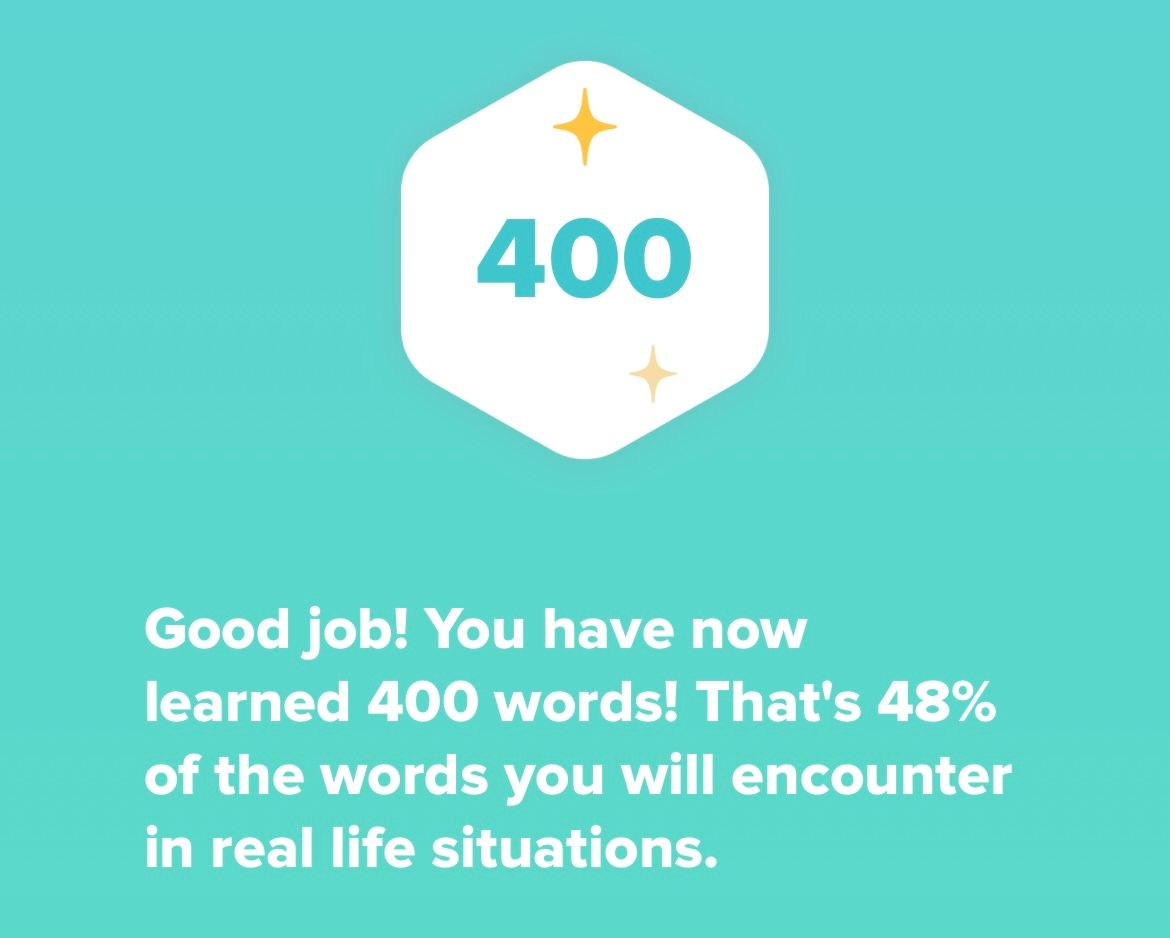 400
Good job! You have now
learned 400 words! That's 48%
of the words you will encounter
in real life situations.